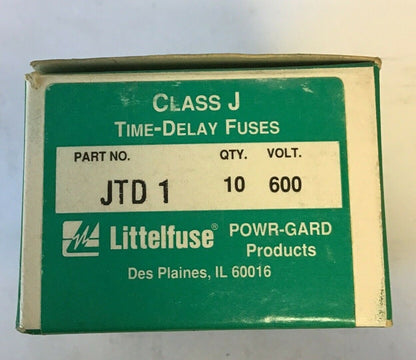 CLASS J
TIME-DELAY FUSES
PART NO. QTY. VOLT.
JTD 1 10 600
Littelfuse® POWR-GARD
Products
Des Plaines, IL 60016